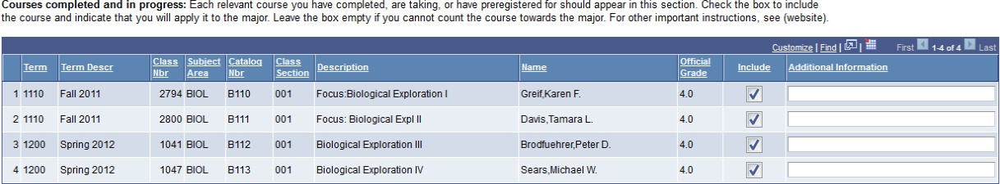 Courses completed and in progress: Each relevant course you have completed, are taking, or have preregistered for should appear in this section. Check the box to include
the course and indicate that you will apply it to the major. Leave the box empty if you cannot count the course towards the major. For other important instructions, see (website).
Customize | Find | | First 1-4 of 4 Last
Term Term Descr Class Nbr Subject Area Catalog Nbr Class Section Description Name Official Grade Include Additional Information
1 1110 Fall 2011 2794 BIOL B110 001 Focus:Biological Exploration I Greif,Karen F. 4.0
2 1110 Fall 2011 2800 BIOL B111 001 Focus: Biological Expl II Davis,Tamara L. 4.0
3 1200 Spring 2012 1041 BIOL B112 001 Biological Exploration III Brodfuehrer,Peter D. 4.0
4 1200 Spring 2012 1047 BIOL B113 001 Biological Exploration IV Sears,Michael W. 4.0